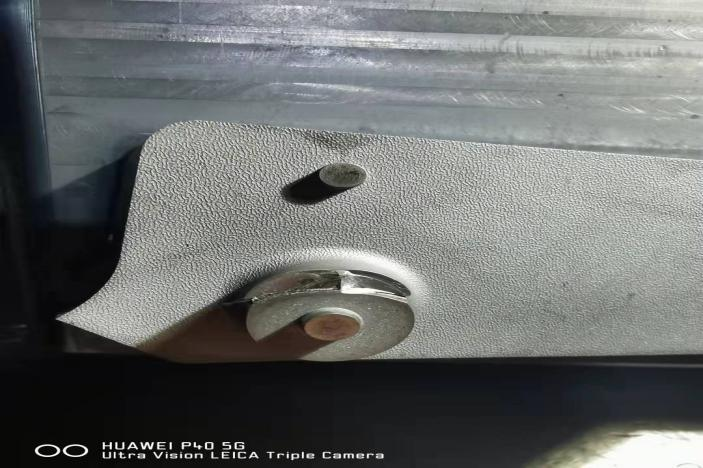 HUAWEI P40 5G
Ultra Vision LEICA Triple Camera